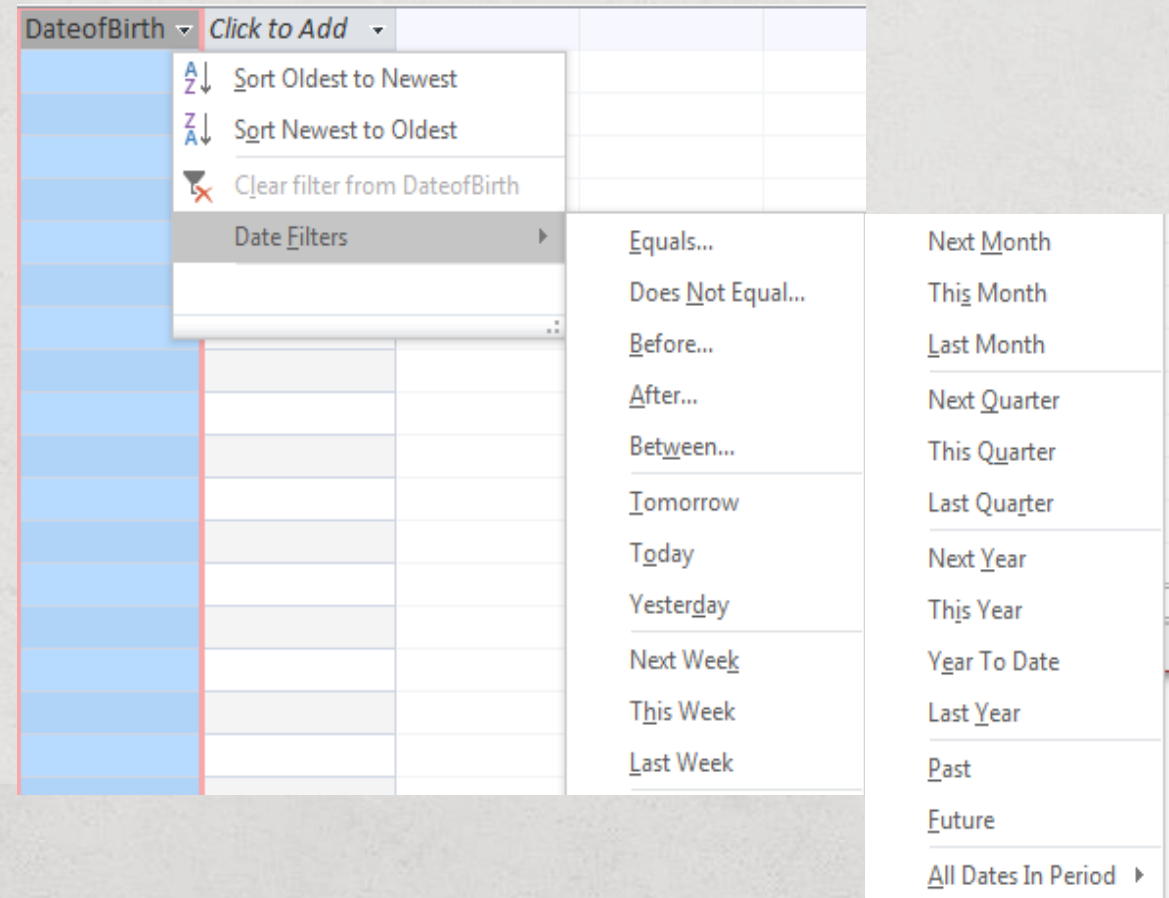 DateofBirth Click to Add
Sort Oldest to Newest
Sort Newest to Oldest
Clear filter from DateofBirth
Date Filters
Equals...
Does Not Equal...
Before...
After...
Between...
Tomorrow
Today
Yesterday
Next Week
This Week
Last Week
Next Month
This Month
Last Month
Next Quarter
This Quarter
Last Quarter
Next Year
This Year
Year To Date
Last Year
Past
Future
All Dates In Period